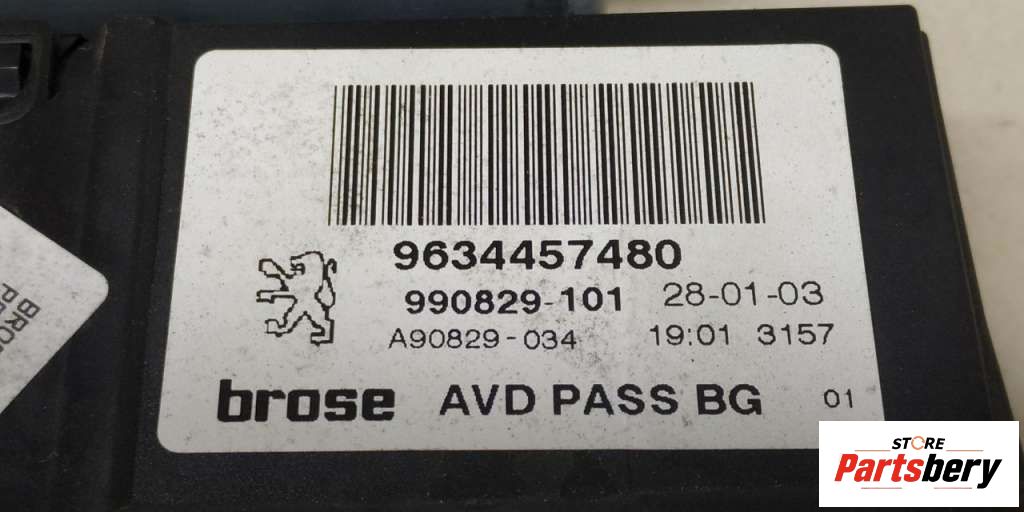 9634457480
990829-101 28-01-03
A90829-034 19:01 3157
brose AVD PASS BG 01
STORE
Partsbery